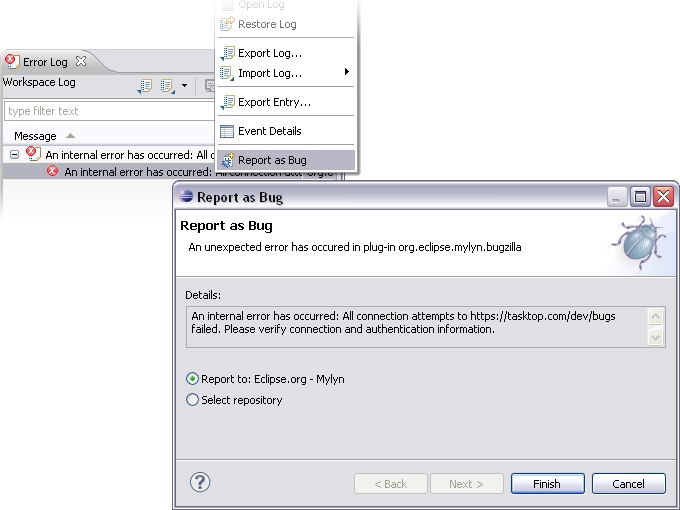 Open Log
Restore Log
Export Log...
Import Log...
Export Entry...
Event Details
Report as Bug
Error Log
Workspace Log
type filter text
Message
An internal error has occurred: All
An internal error has occurred: All connection
Report as Bug
Report as Bug
An unexpected error has occured in plug-in org.eclipse.mylyn.bugzilla
Details:
An internal error has occurred: All connection attempts to https://tasktop.com/dev/bugs
failed. Please verify connection and authentication information.
Report to: Eclipse.org - Mylyn
Select repository
?
< Back
Next >
Finish
Cancel